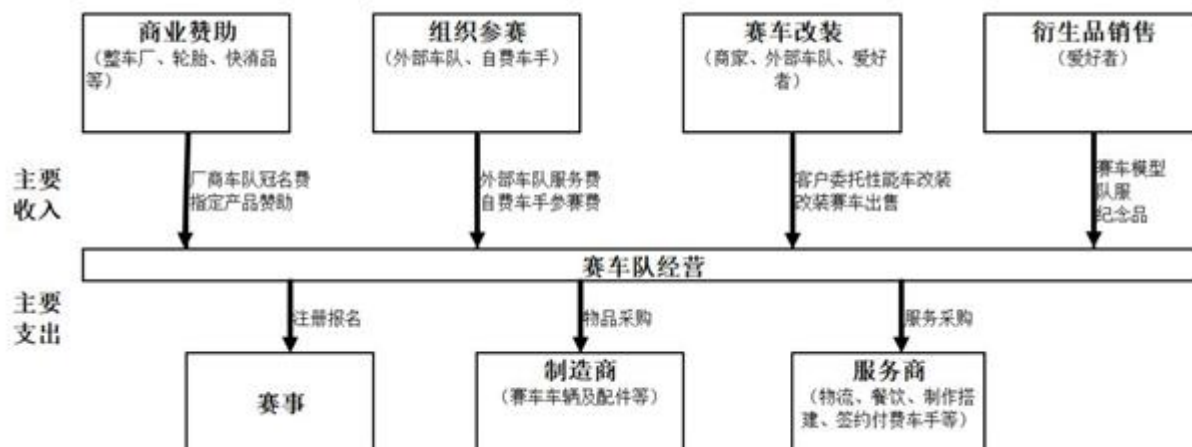 商业赞助
（整车厂、轮胎、快消品
等）
组织参赛
（外部车队、自费车手）
赛车改装
（商家、外部车队、爱好
者）
衍生品销售
（爱好者）
主要
收入
厂商车队冠名费
指定产品赞助
外部车队服务费
自费车手参赛费
客户委托性能车改装
改装赛车出售
赛车模型
队服
纪念品
赛车队经营
主要
支出
注册报名
物品采购
服务采购
赛事
制造商
（赛车车辆及配件等）
服务商
（物流、餐饮、制作搭
建、签约付费车手等）